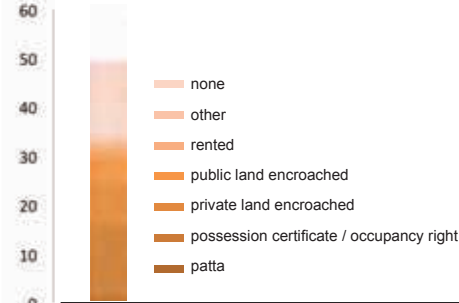 60
50
40
30
20
10
0
none
other
rented
public land encroached
private land encroached
possession certificate / occupancy right
patta